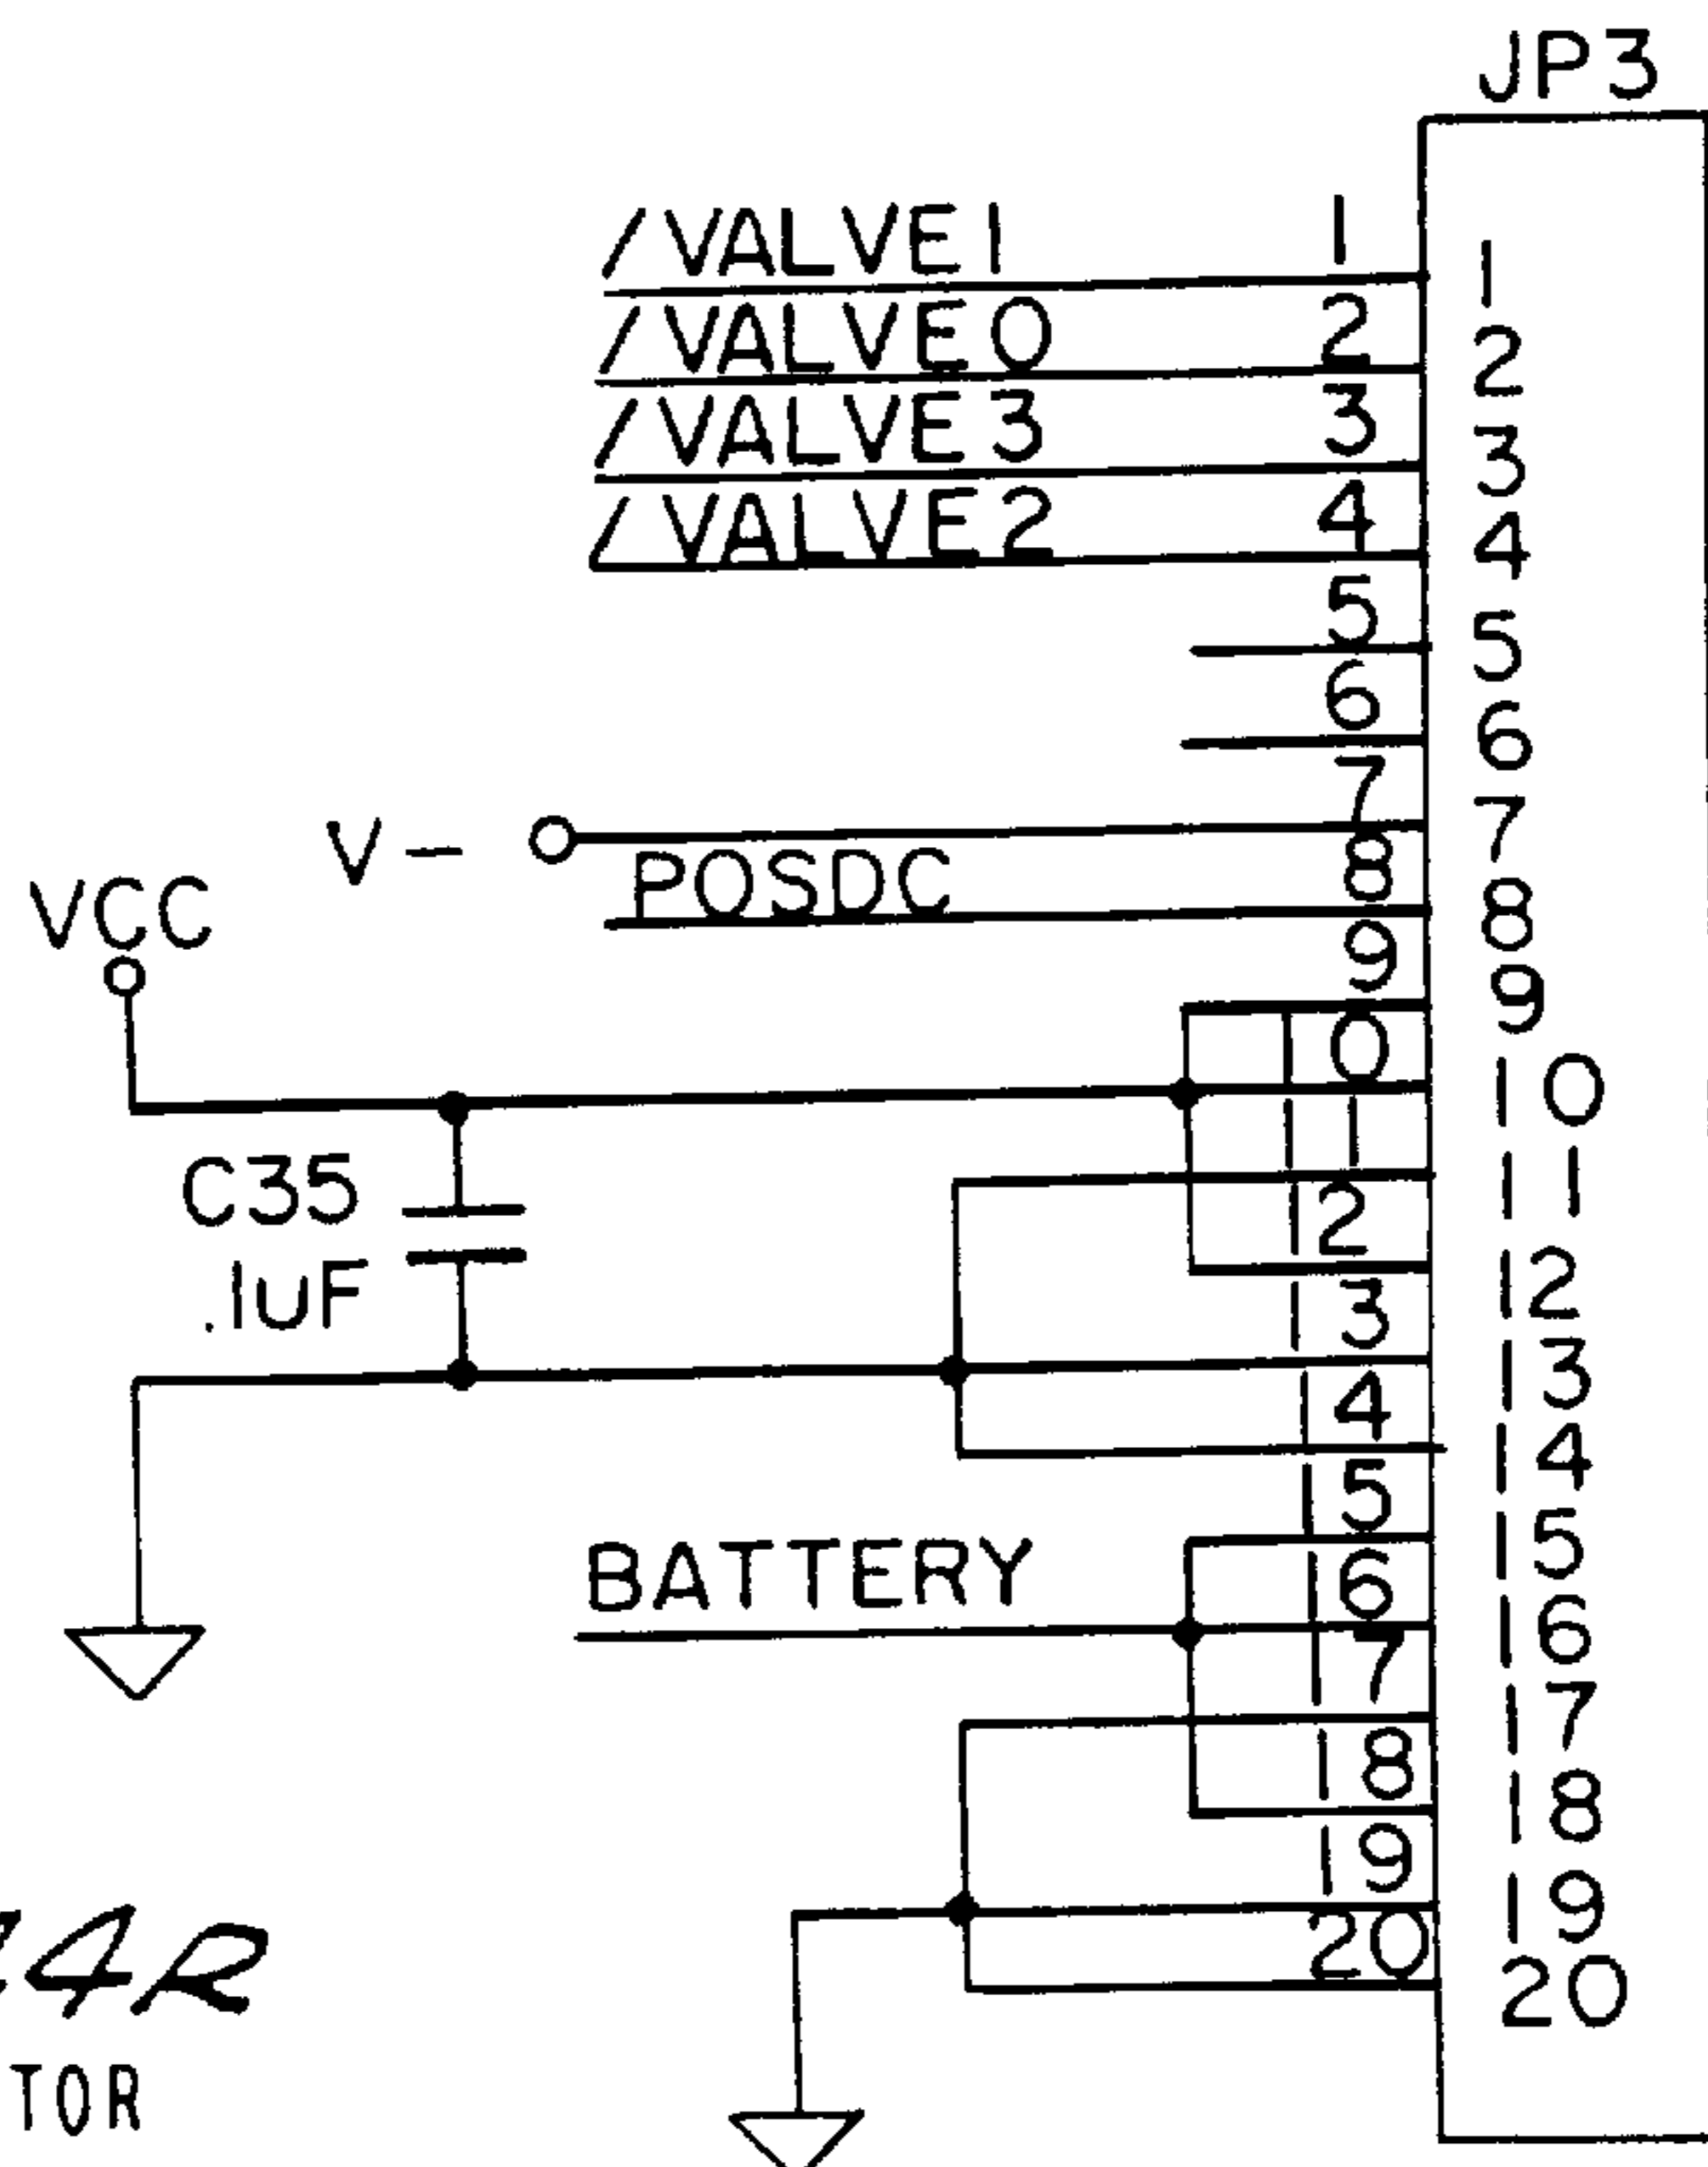 JP3
/VALVE1 1 1
/VALVE0 2 2
/VALVE3 3 3
/VALVE2 4 4
5 5
6 6
V- 7 7
POSDC 8 8
VCC
9 9
10 10
11 11
C35
12 12
.1uF
13 13
14 14
15 15
BATTERY 16 16
17 17
18 18
19 19
20 20
4R
TOR